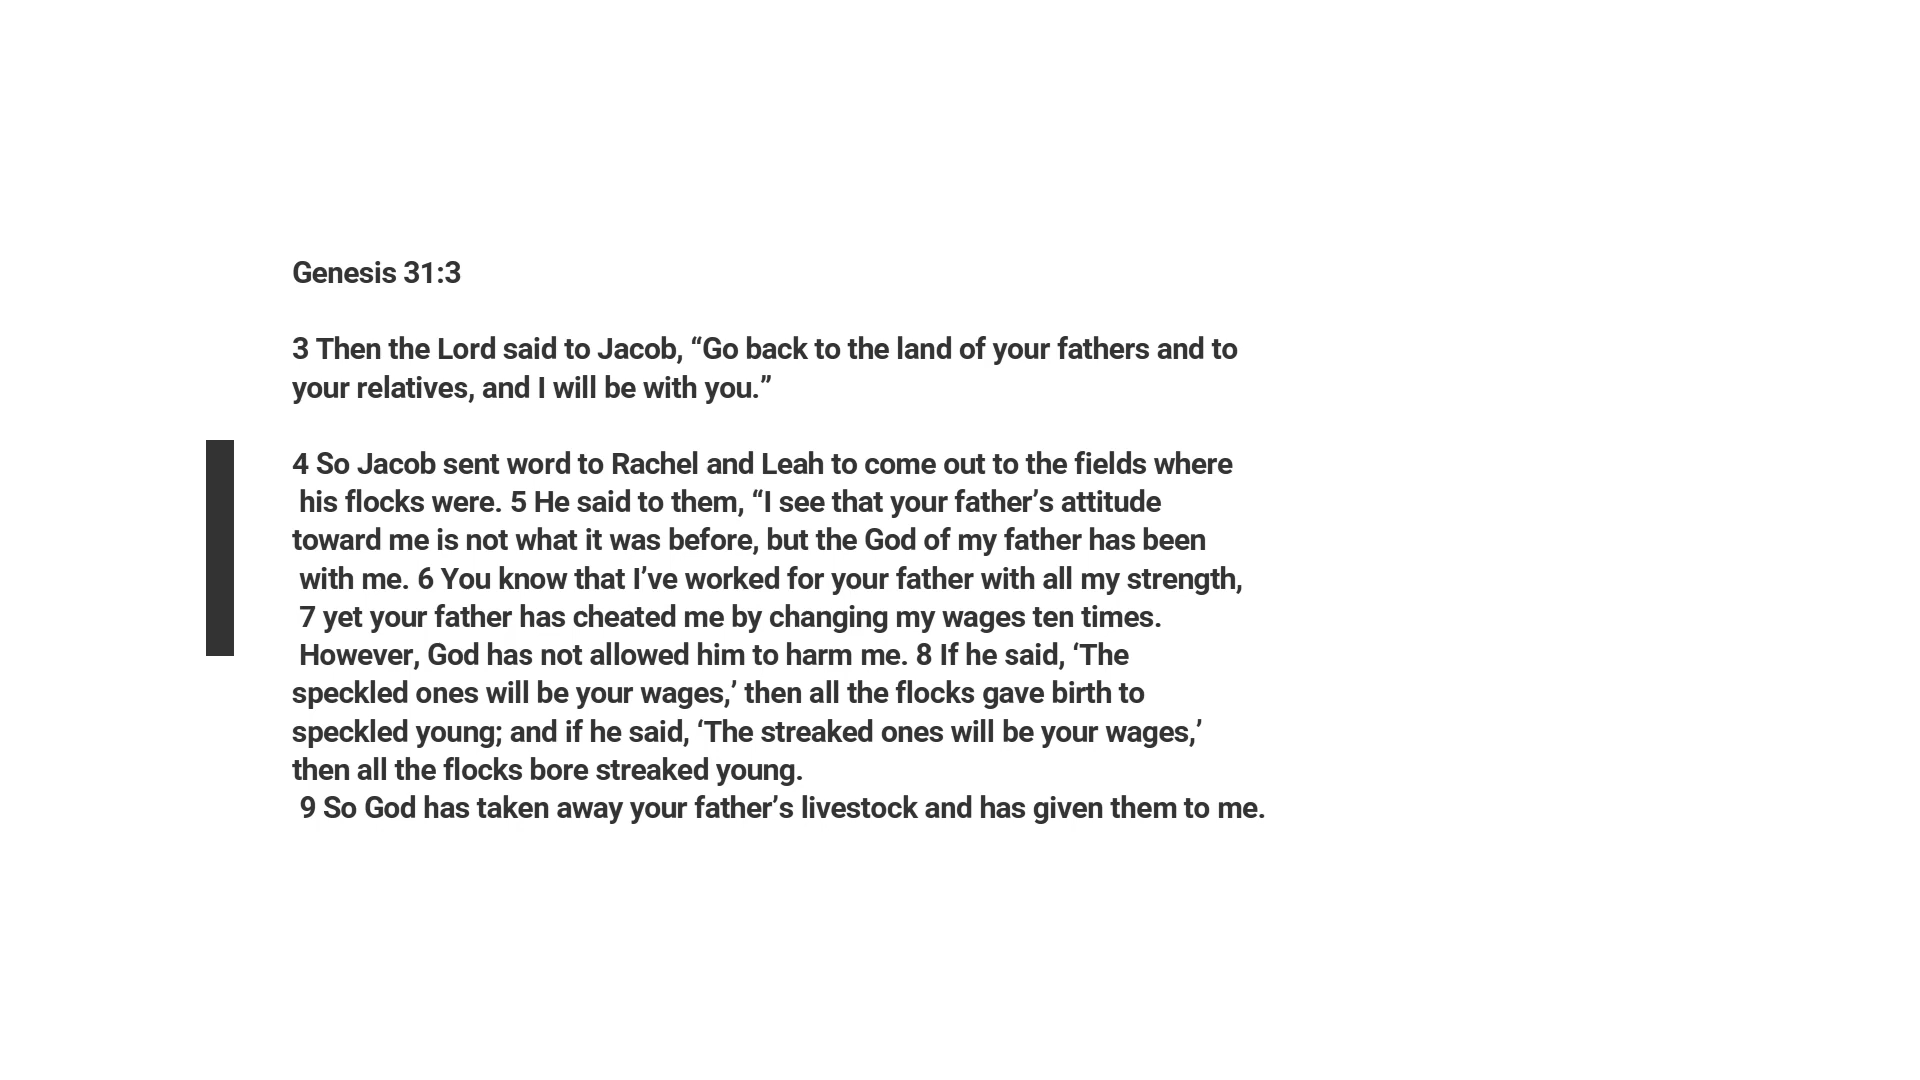 Genesis 31:3
3 Then the Lord said to Jacob, “Go back to the land of your fathers and to
your relatives, and I will be with you.”
4 So Jacob sent word to Rachel and Leah to come out to the fields where
his flocks were. 5 He said to them, “I see that your father’s attitude
toward me is not what it was before, but the God of my father has been
with me. 6 You know that I’ve worked for your father with all my strength,
7 yet your father has cheated me by changing my wages ten times.
However, God has not allowed him to harm me. 8 If he said, ‘The
speckled ones will be your wages,’ then all the flocks gave birth to
speckled young; and if he said, ‘The streaked ones will be your wages,’
then all the flocks bore streaked young.
9 So God has taken away your father’s livestock and has given them to me.